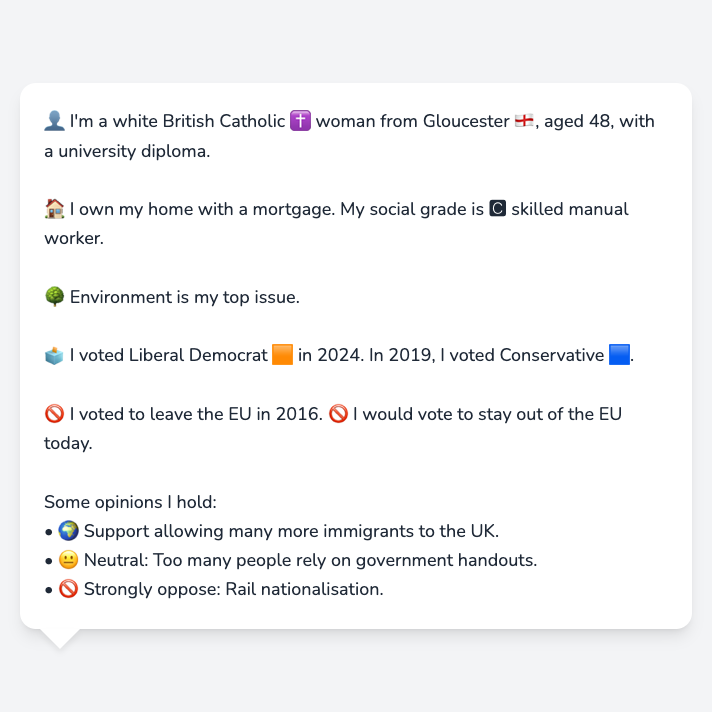 👤 I'm a white British Catholic ✝️ woman from Gloucester 🏴󠁧󠁢󠁥󠁮󠁧󠁿, aged 48, with
a university diploma.
🏠 I own my home with a mortgage. My social grade is 🅲 skilled manual
worker.
🌳 Environment is my top issue.
🗳️ I voted Liberal Democrat 🟧 in 2024. In 2019, I voted Conservative 🟦.
🚫 I voted to leave the EU in 2016. 🚫 I would vote to stay out of the EU
today.
Some opinions I hold:
• 🌍 Support allowing many more immigrants to the UK.
• 😐 Neutral: Too many people rely on government handouts.
• 🚫 Strongly oppose: Rail nationalisation.